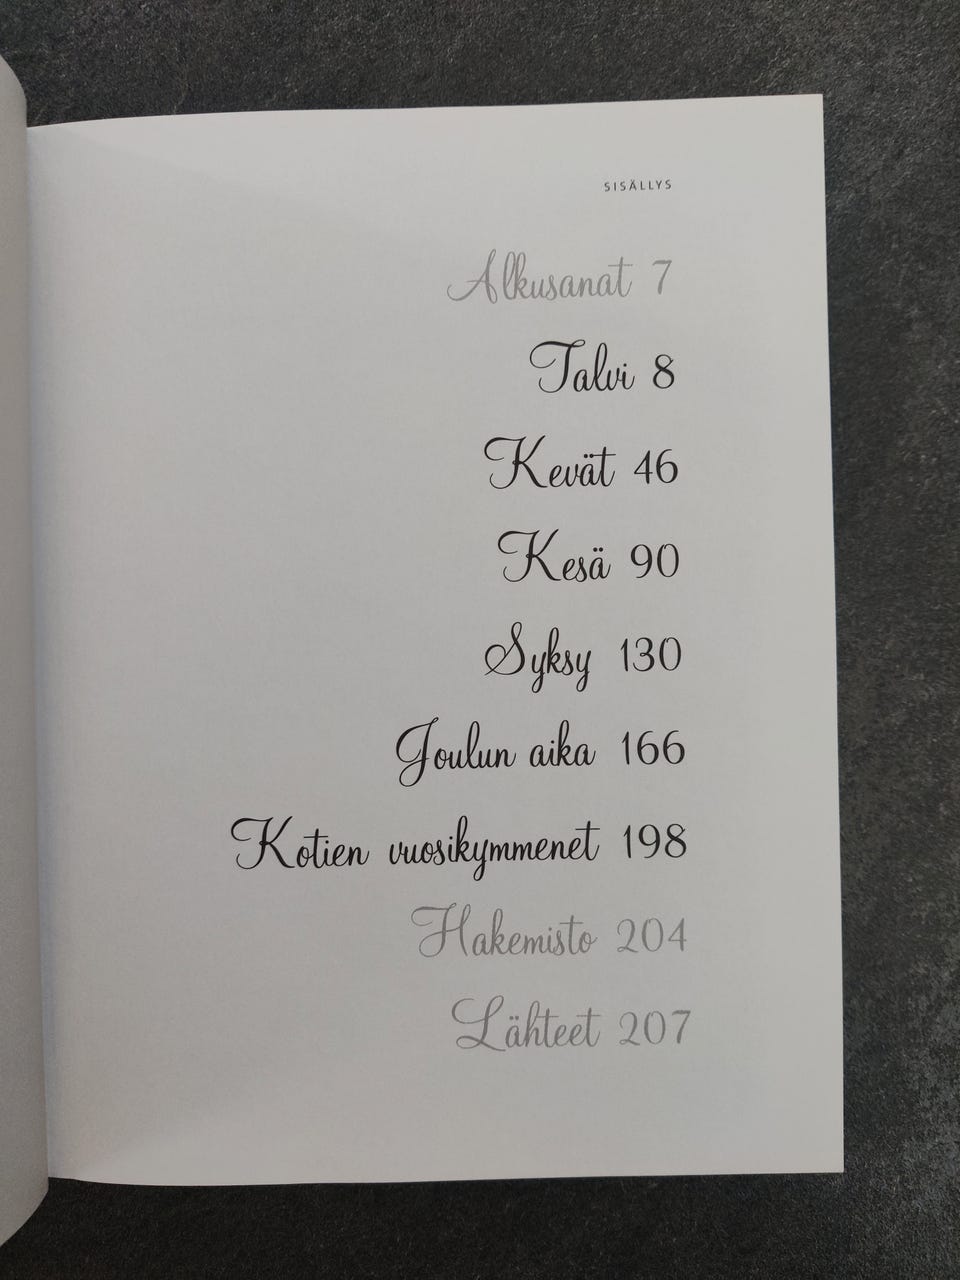 SISÄLLYS
Alkusanat 7
Talvi 8
Kevät 46
Kesä 90
Syksy 130
Joulun aika 166
Kotien vuosikymmenet 198
Hakemisto 204
Lähteet 207